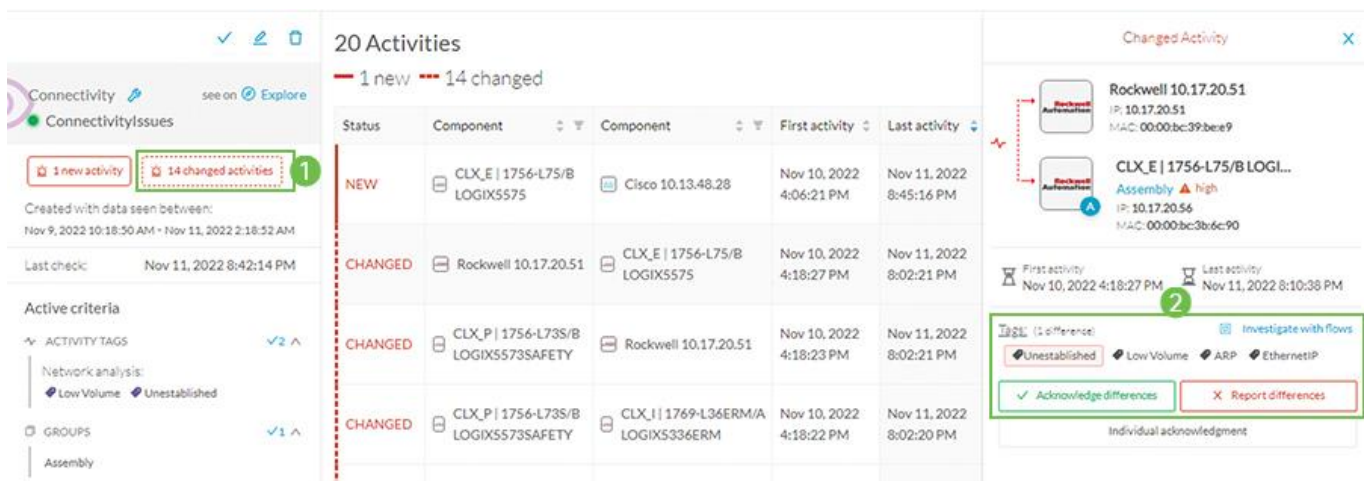 Connectivity see on Explore
ConnectivityIssues
1 new activity 14 changed activities 1
Created with data seen between:
Nov 9, 2022 10:18:50 AM - Nov 11, 2022 2:18:52 AM
Last check: Nov 11, 2022 8:42:14 PM
Active criteria
ACTIVITY TAGS 2
Network analysis:
Low Volume Unestablished
GROUPS 1
Assembly
20 Activities
1 new 14 changed
Status Component Component First activity Last activity
NEW CLX_E | 1756-L75/B LOGIX5575 Cisco 10.13.48.28 Nov 10, 2022 4:06:21 PM Nov 11, 2022 8:45:16 PM
CHANGED Rockwell 10.17.20.51 CLX_E | 1756-L75/B LOGIX5575 Nov 10, 2022 4:18:27 PM Nov 11, 2022 8:02:21 PM
CHANGED CLX_P | 1756-L73S/B LOGIX5573SAFETY Rockwell 10.17.20.51 Nov 10, 2022 4:18:23 PM Nov 11, 2022 8:02:21 PM
CHANGED CLX_P | 1756-L73S/B LOGIX5573SAFETY CLX_I | 1769-L36ERM/A LOGIX5336ERM Nov 10, 2022 4:18:22 PM Nov 11, 2022 8:02:20 PM
Changed Activity
Rockwell Automation
Rockwell 10.17.20.51
IP: 10.17.20.51
MAC: 00:00:bc:39:be:e9
Rockwell Automation
A
CLX_E | 1756-L75/B LOGI...
Assembly high
IP: 10.17.20.56
MAC: 00:00:bc:3b:6c:90
First activity Last activity
Nov 10, 2022 4:18:27 PM Nov 11, 2022 8:10:38 PM
2
Tags: (1 difference) Investigate with flows
Unestablished Low Volume ARP EthernetIP
Acknowledge differences Report differences
Individual acknowledgment